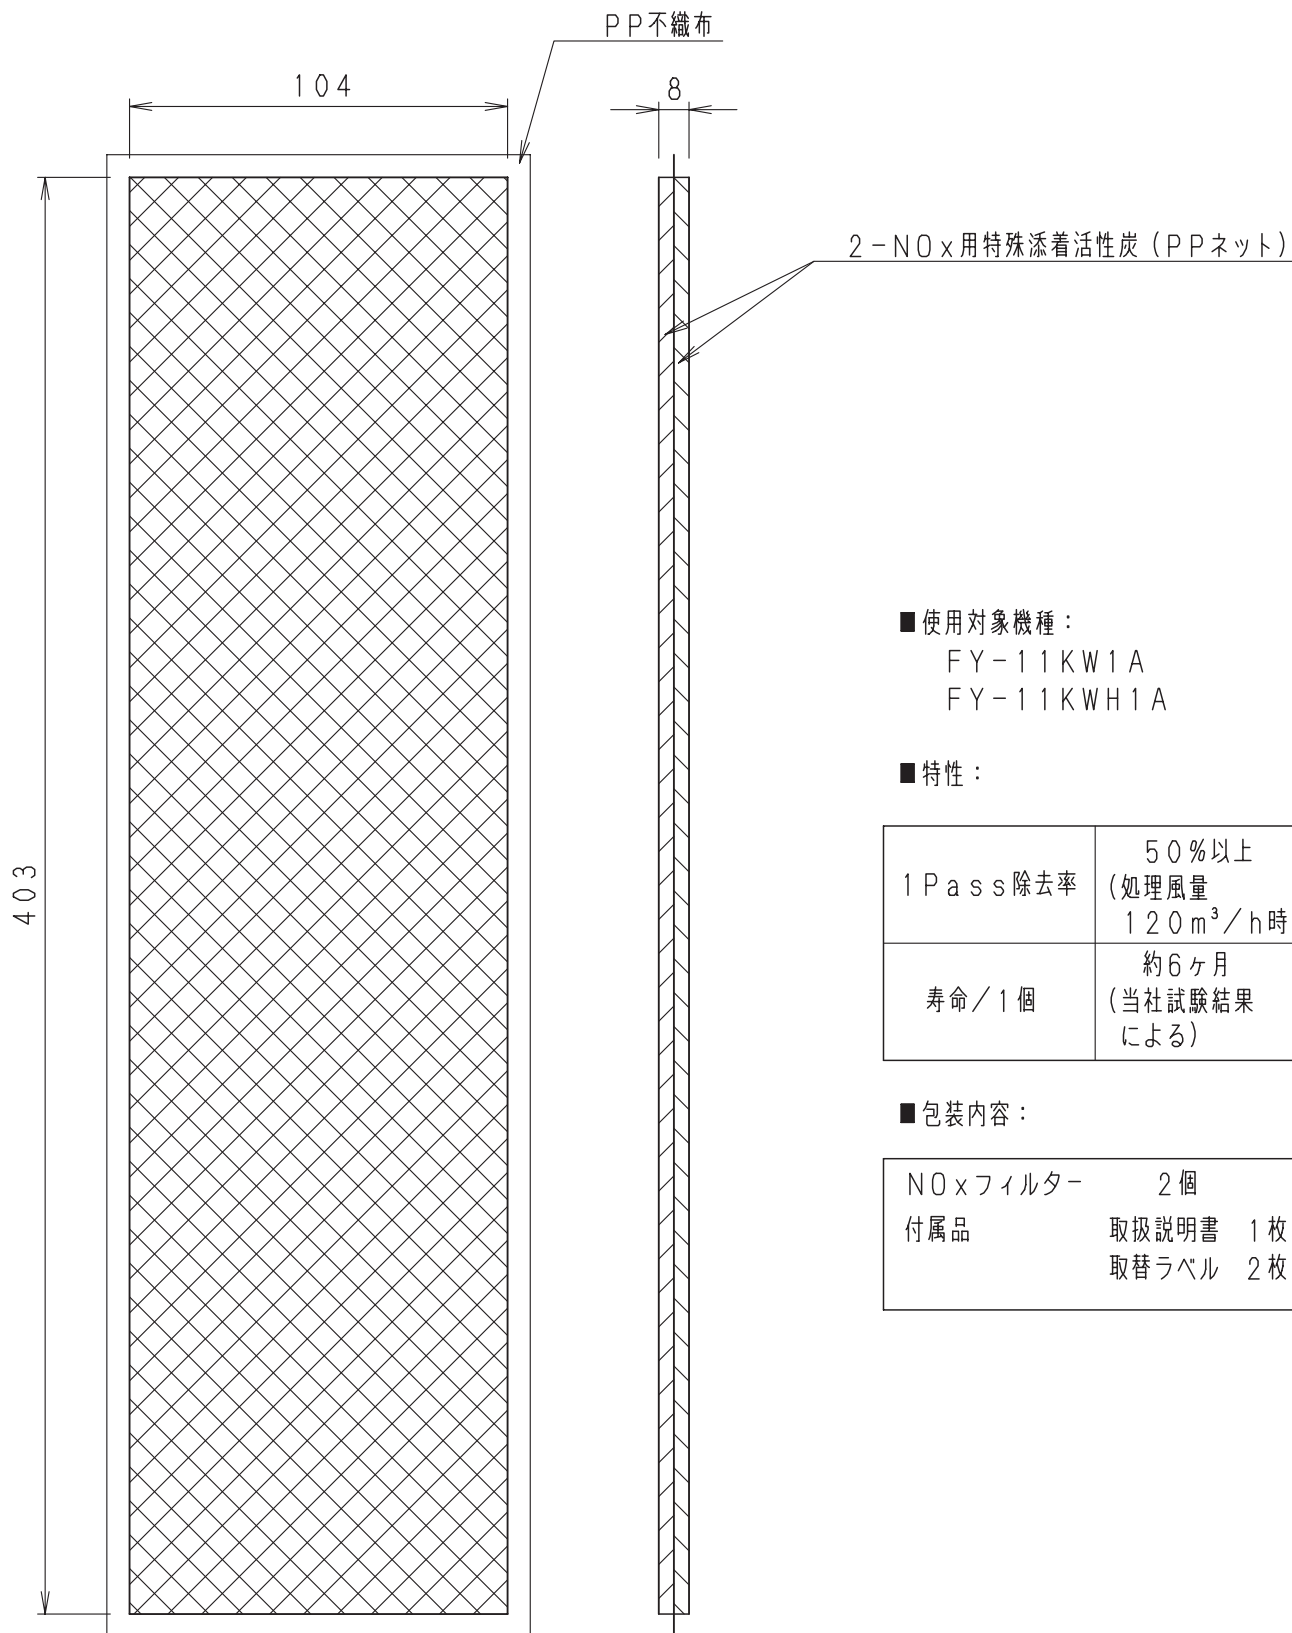 PP不織布
104
8
2-NOx用特殊添着活性炭(PPネット)
403
■使用対象機種:
FY-11KW1A
FY-11KWH1A
■特性:
1Pass除去率
50%以上
(処理風量
120m³/h時
寿命/1個
約6ヶ月
(当社試験結果
による)
■包装内容:
NOxフィルター 2個
付属品 取扱説明書 1枚
取替ラベル 2枚